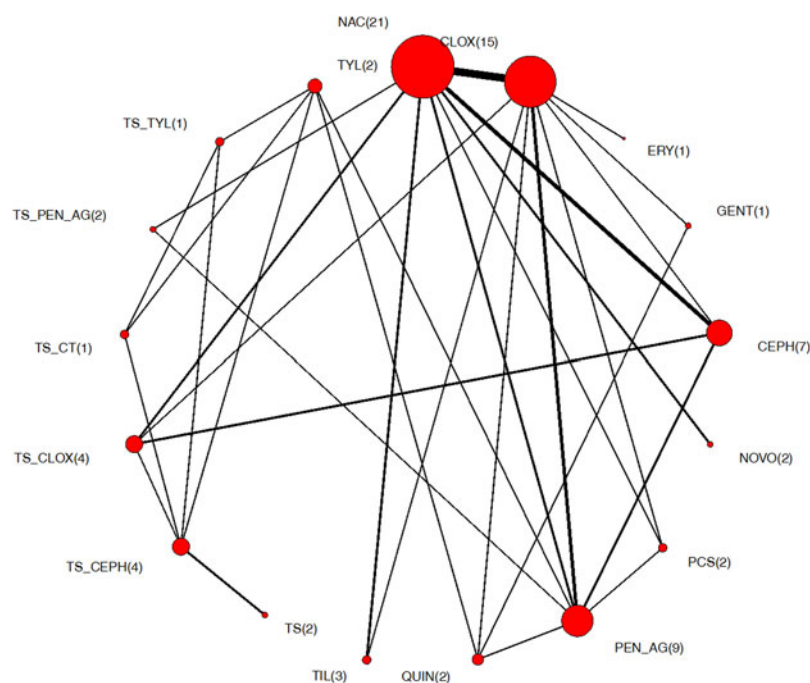 NAC(21)
CLOX(15)
TYL(2)
TS_TYL(1)
ERY(1)
TS_PEN_AG(2)
GENT(1)
TS_CT(1)
CEPH(7)
TS_CLOX(4)
NOVO(2)
TS_CEPH(4)
PCS(2)
TS(2)
PEN_AG(9)
TIL(3)
QUIN(2)